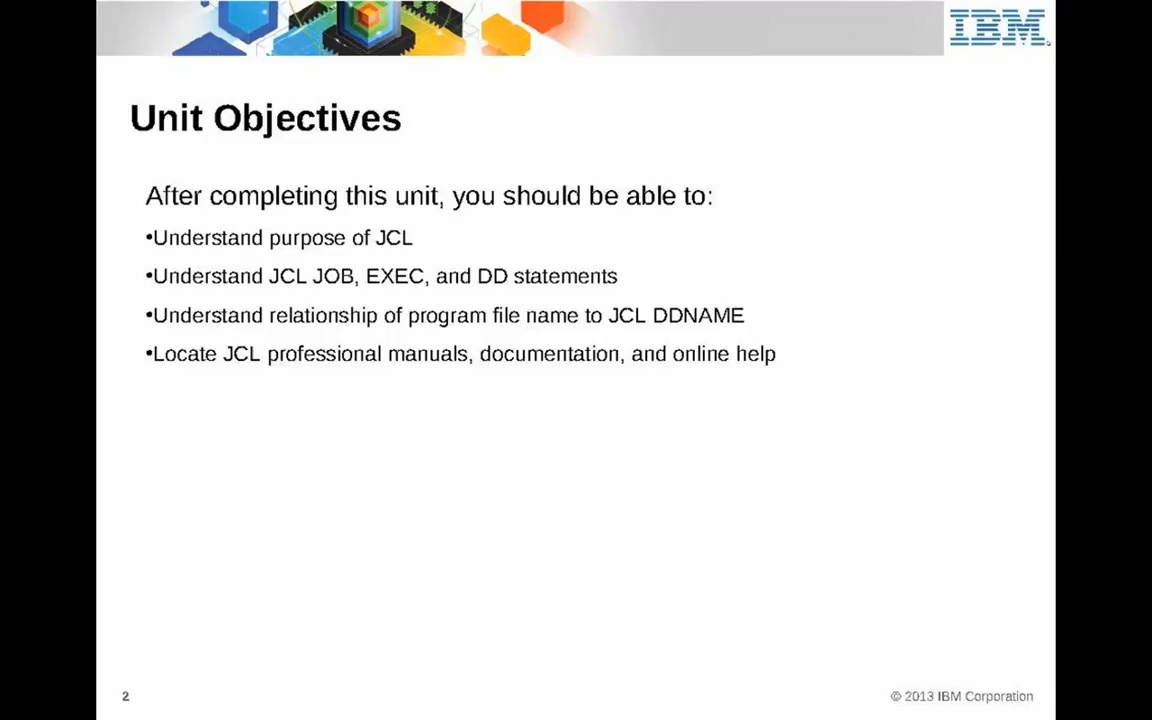 IBM
Unit Objectives
After completing this unit, you should be able to:
•Understand purpose of JCL
•Understand JCL JOB, EXEC, and DD statements
•Understand relationship of program file name to JCL DDNAME
•Locate JCL professional manuals, documentation, and online help
2
© 2013 IBM Corporation